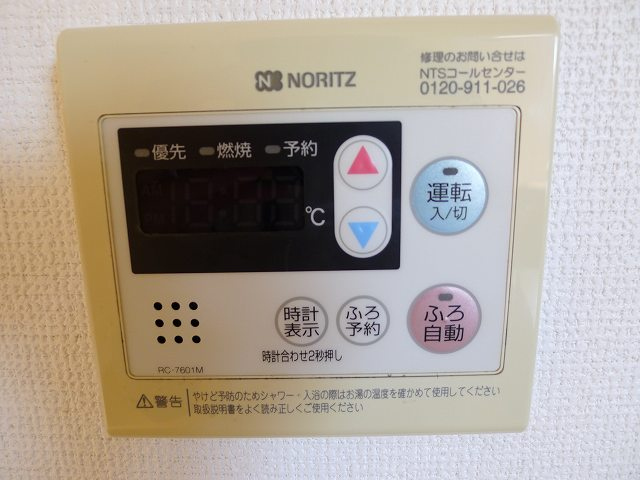 NORITZ
修理のお問い合せは
NTSコールセンター
0120-911-026
優先 燃焼 予約
AM
PM
℃
運転
入/切
時計
表示
ふろ
予約
ふろ
自動
時計合わせ2秒押し
RC-7601M
警告
やけど予防のためシャワー・入浴の際はお湯の温度を確かめて使用してください
取扱説明書をよく読み正しくご使用ください